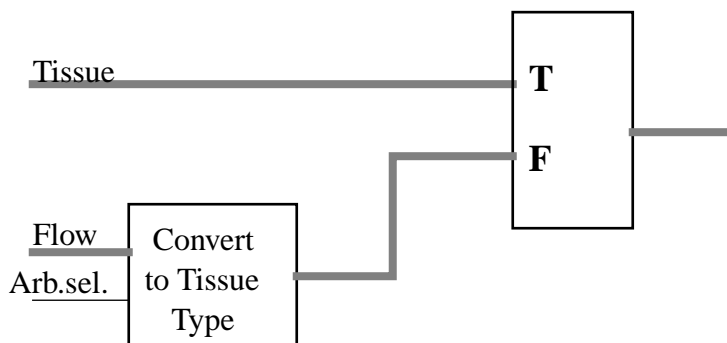 Tissue
T
F
Flow
Arb.sel.
Convert
to Tissue
Type